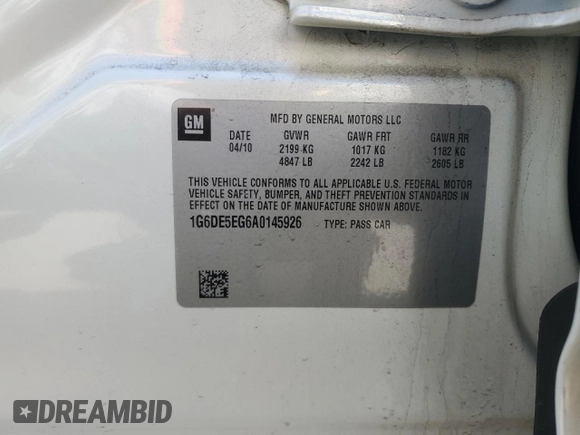 GM
MFD BY GENERAL MOTORS LLC
DATE GVWR GAWR FRT GAWR RR
04/10 2199 KG 1017 KG 1182 KG
4847 LB 2242 LB 2605 LB
THIS VEHICLE CONFORMS TO ALL APPLICABLE U.S. FEDERAL MOTOR
VEHICLE SAFETY, BUMPER, AND THEFT PREVENTION STANDARDS IN
EFFECT ON THE DATE OF MANUFACTURE SHOWN ABOVE.
1G6DE5EG6A0145926 TYPE: PASS CAR
DREAMBID